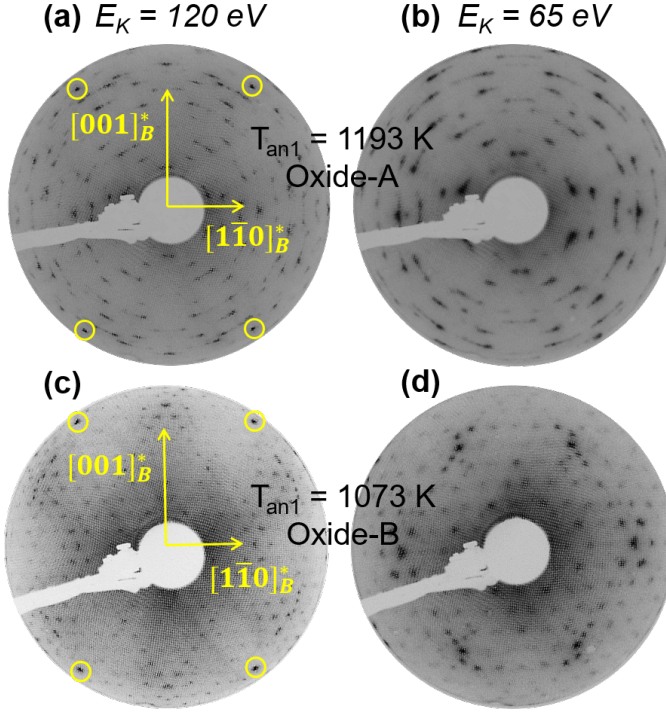 (a) E_K = 120 eV
(b) E_K = 65 eV
[001]*_B
T_an1 = 1193 K
Oxide-A
[11̄0]*_B
(c)
(d)
[001]*_B
T_an1 = 1073 K
Oxide-B
[11̄0]*_B